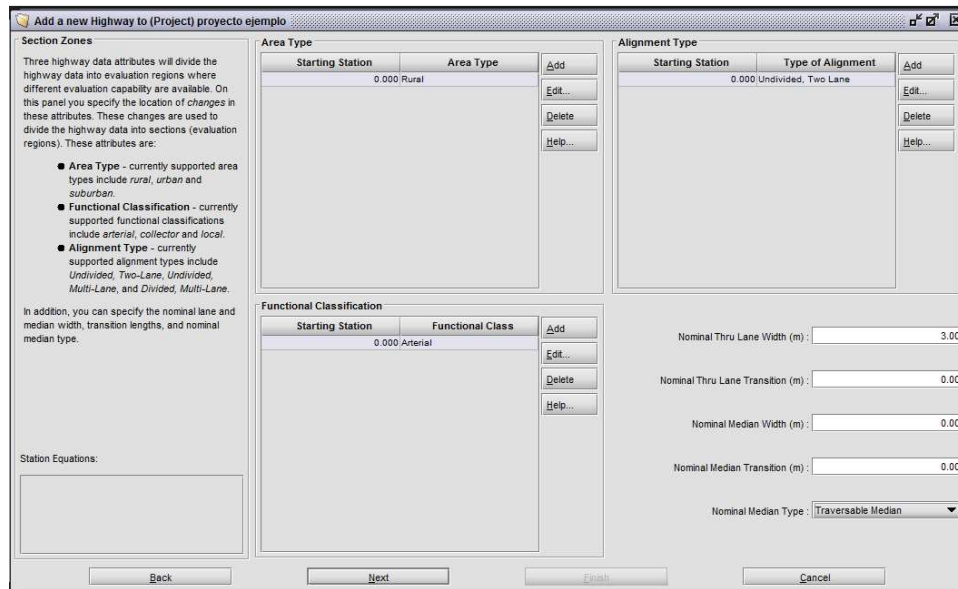 Add a new Highway to (Project) proyecto ejemplo
Section Zones
Three highway data attributes will divide the
highway data into evaluation regions where
different evaluation capability are available. On
this panel you specify the location of changes in
these attributes. These changes are used to
divide the highway data into sections (evaluation
regions). These attributes are:
Area Type - currently supported area
types include rural, urban and
suburban.
Functional Classification - currently
supported functional classifications
include arterial, collector and local.
Alignment Type - currently
supported alignment types include
Undivided, Two-Lane, Undivided,
Multi-Lane, and Divided, Multi-Lane.
In addition, you can specify the nominal lane and
median width, transition lengths, and nominal
median type.
Station Equations:
Area Type
Starting Station Area Type
0.000 Rural
Add
Edit...
Delete
Help...
Alignment Type
Starting Station Type of Alignment
0.000 Undivided, Two Lane
Add
Edit...
Delete
Help...
Functional Classification
Starting Station Functional Class
0.000 Arterial
Add
Edit...
Delete
Help...
Nominal Thru Lane Width (m) : 3.00
Nominal Thru Lane Transition (m) : 0.00
Nominal Median Width (m) : 0.00
Nominal Median Transition (m) : 0.00
Nominal Median Type : Traversable Median
Back Next Finish Cancel